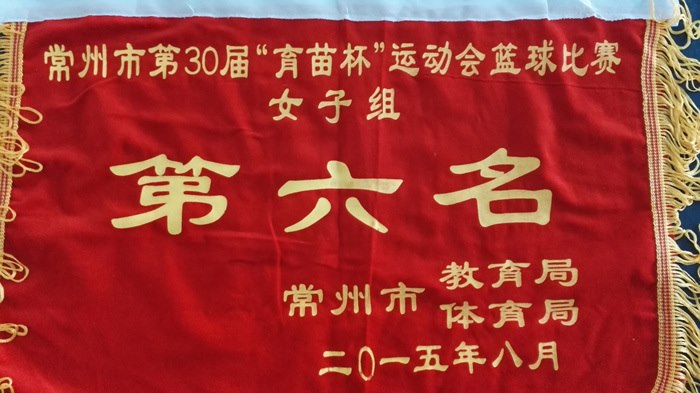 常州市第30届“育苗杯”运动会篮球比赛
女子组
第六名
常州市 教育局
体育局
二〇一五年八月